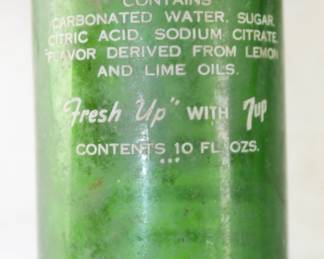 CONTAINS
CARBONATED WATER, SUGAR,
CITRIC ACID, SODIUM CITRATE,
FLAVOR DERIVED FROM LEMON
AND LIME OILS.
"Fresh Up" WITH 7up
CONTENTS 10 FL. OZS.